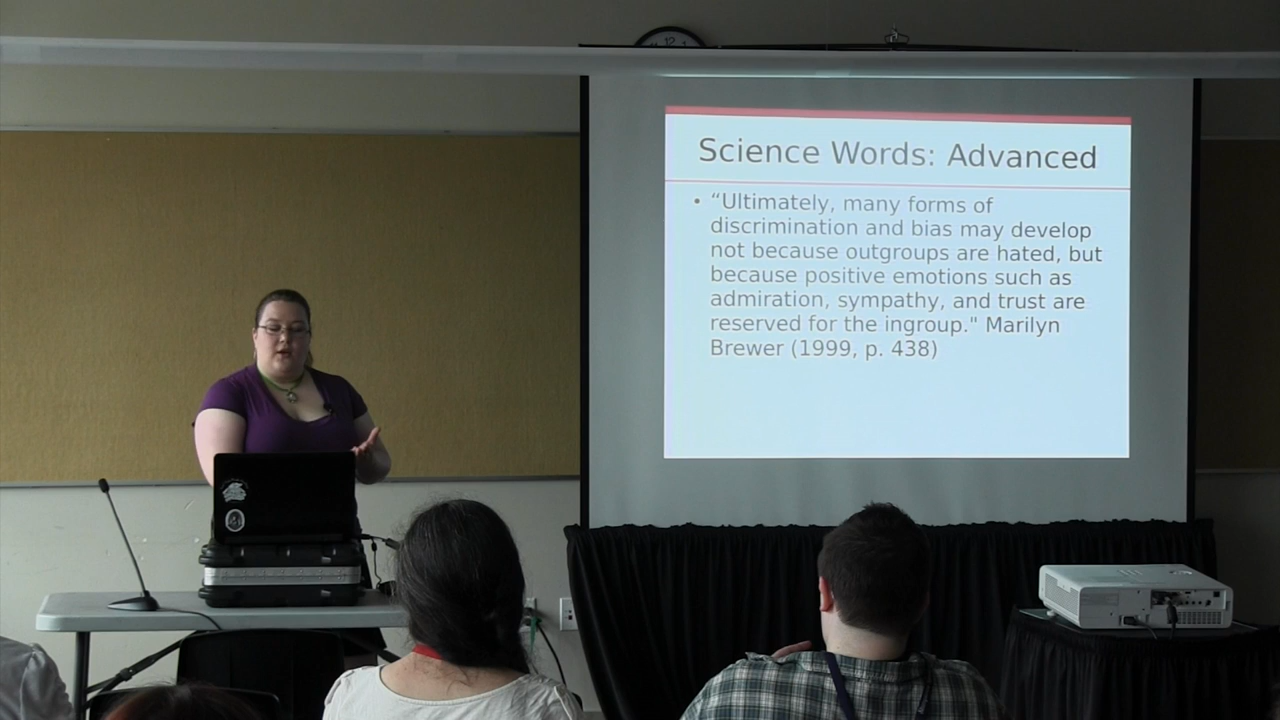 12
Science Words: Advanced
• “Ultimately, many forms of
discrimination and bias may develop
not because outgroups are hated, but
because positive emotions such as
admiration, sympathy, and trust are
reserved for the ingroup." Marilyn
Brewer (1999, p. 438)